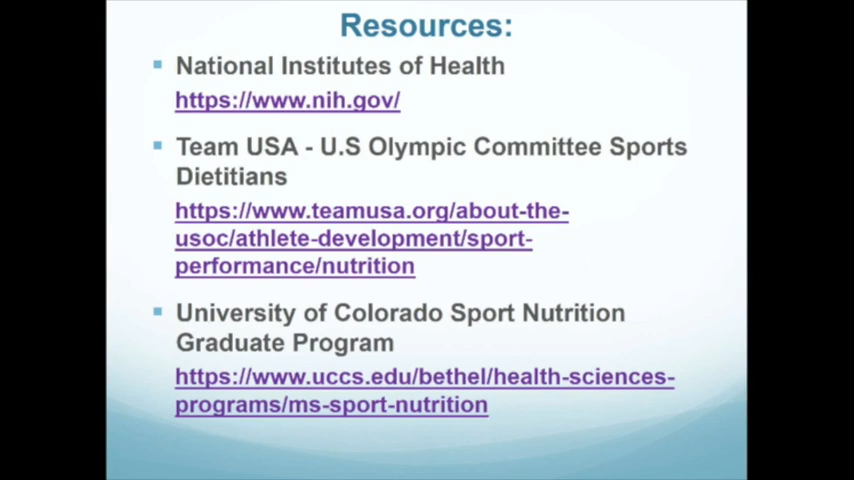 Resources:
National Institutes of Health
https://www.nih.gov/
Team USA - U.S Olympic Committee Sports
Dietitians
https://www.teamusa.org/about-the-
usoc/athlete-development/sport-
performance/nutrition
University of Colorado Sport Nutrition
Graduate Program
https://www.uccs.edu/bethel/health-sciences-
programs/ms-sport-nutrition